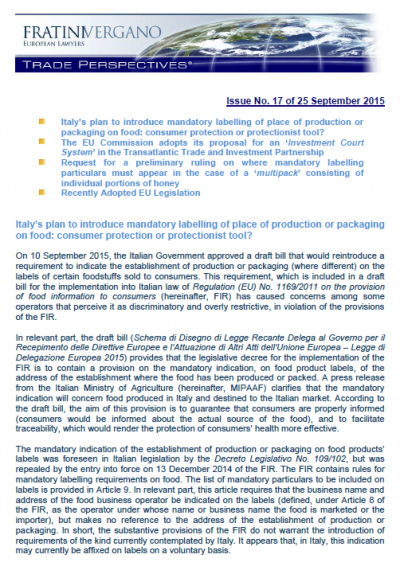 FRATINIVERGANO
EUROPEAN LAWYERS
TRADE PERSPECTIVES®
Issue No. 17 of 25 September 2015
Italy's plan to introduce mandatory labelling of place of production or
packaging on food: consumer protection or protectionist tool?
The EU Commission adopts its proposal for an 'Investment Court
System' in the Transatlantic Trade and Investment Partnership
Request for a preliminary ruling on where mandatory labelling
particulars must appear in the case of a 'multipack' consisting of
individual portions of honey
Recently Adopted EU Legislation
Italy's plan to introduce mandatory labelling of place of production or packaging
on food: consumer protection or protectionist tool?
On 10 September 2015, the Italian Government approved a draft bill that would reintroduce a
requirement to indicate the establishment of production or packaging (where different) on the
labels of certain foodstuffs sold to consumers. This requirement, which is included in a draft
bill for the implementation into Italian law of Regulation (EU) No. 1169/2011 on the provision
of food information to consumers (hereinafter, FIR) has caused concerns among some
operators that perceive it as discriminatory and overly restrictive, in violation of the provisions
of the FIR.
In relevant part, the draft bill (Schema di Disegno di Legge Recante Delega al Governo per il
Recepimento delle Direttive Europee e l'Attuazione di Altri Atti dell'Unione Europea – Legge di
Delegazione Europea 2015) provides that the legislative decree for the implementation of the
FIR is to contain a provision on the mandatory indication, on food product labels, of the
address of the establishment where the food has been produced or packed. A press release
from the Italian Ministry of Agriculture (hereinafter, MIPAAF) clarifies that the mandatory
indication will concern food produced in Italy and destined to the Italian market. According to
the draft bill, the aim of this provision is to guarantee that consumers are properly informed
(consumers would be informed about the actual source of the food), and to facilitate
traceability, which would render the protection of consumers' health more effective.
The mandatory indication of the establishment of production or packaging on food products'
labels was foreseen in Italian legislation by the Decreto Legislativo No. 109/102, but was
repealed by the entry into force on 13 December 2014 of the FIR. The FIR contains rules for
mandatory labelling requirements on food. The list of mandatory particulars to be included on
labels is provided in Article 9. In relevant part, this article requires that the business name and
address of the food business operator be indicated on the labels (defined, under Article 8 of
the FIR, as the operator under whose name or business name the food is marketed or the
importer), but makes no reference to the address of the establishment of production or
packaging. In short, the substantive provisions of the FIR do not warrant the introduction of
requirements of the kind currently contemplated by Italy. It appears that, in Italy, this indication
may currently be affixed on labels on a voluntary basis.